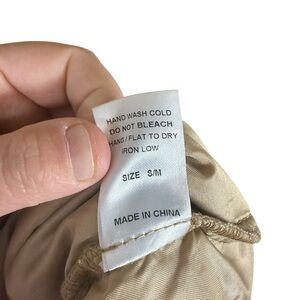 HAND WASH COLD
DO NOT BLEACH
HANG/FLAT TO DRY
IRON LOW
SIZE S/M
MADE IN CHINA